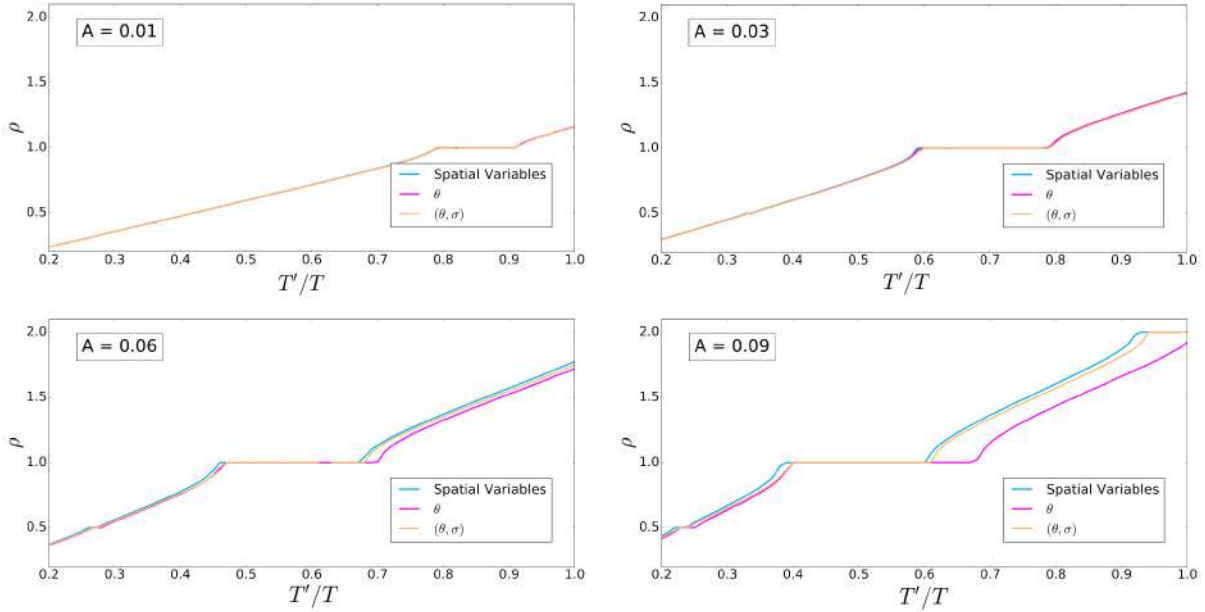 A = 0.01
2.0
1.5
1.0
0.5
ρ
Spatial Variables
θ
(θ, σ)
0.2 0.3 0.4 0.5 0.6 0.7 0.8 0.9 1.0
T′/T
A = 0.03
2.0
1.5
1.0
0.5
ρ
Spatial Variables
θ
(θ, σ)
0.2 0.3 0.4 0.5 0.6 0.7 0.8 0.9 1.0
T′/T
A = 0.06
2.0
1.5
1.0
0.5
ρ
Spatial Variables
θ
(θ, σ)
0.2 0.3 0.4 0.5 0.6 0.7 0.8 0.9 1.0
T′/T
A = 0.09
2.0
1.5
1.0
0.5
ρ
Spatial Variables
θ
(θ, σ)
0.2 0.3 0.4 0.5 0.6 0.7 0.8 0.9 1.0
T′/T